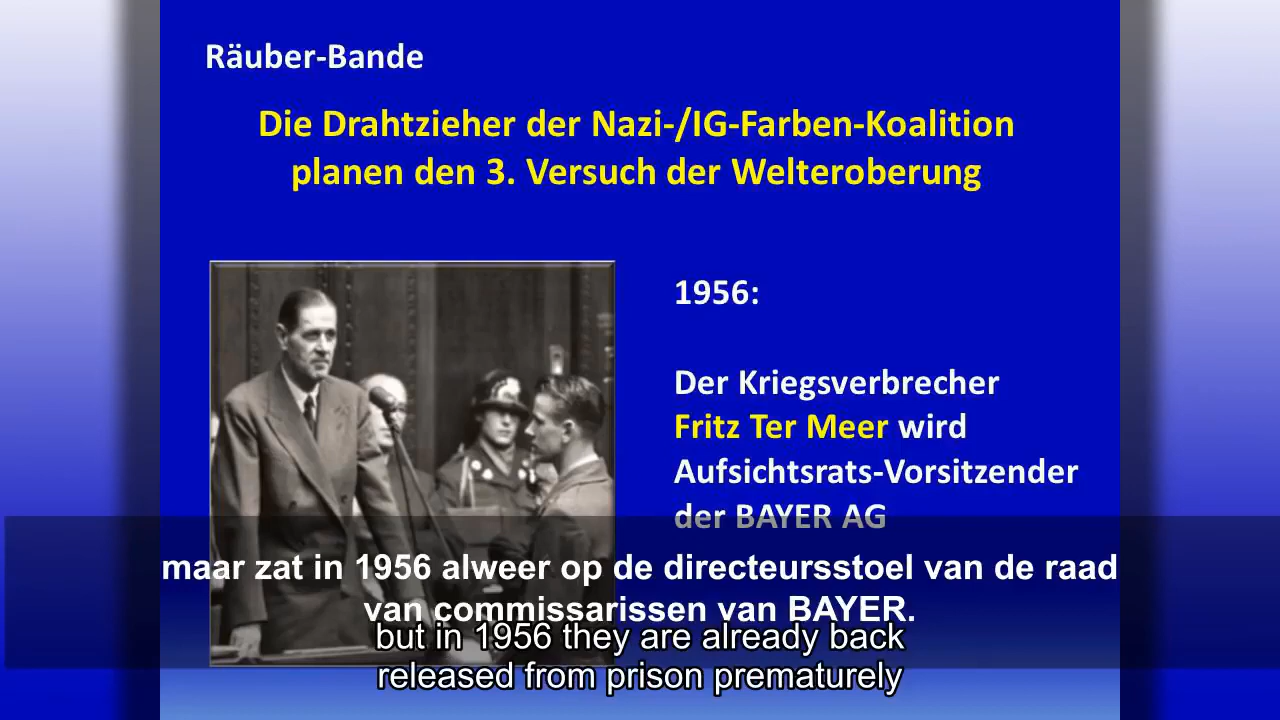 Räuber-Bande
Die Drahtzieher der Nazi-/IG-Farben-Koalition
planen den 3. Versuch der Welteroberung
1956:
Der Kriegsverbrecher
Fritz Ter Meer wird
Aufsichtsrats-Vorsitzender
der BAYER AG
maar zat in 1956 alweer op de directeursstoel van de raad
van commissarissen van BAYER.
but in 1956 they are already back
released from prison prematurely